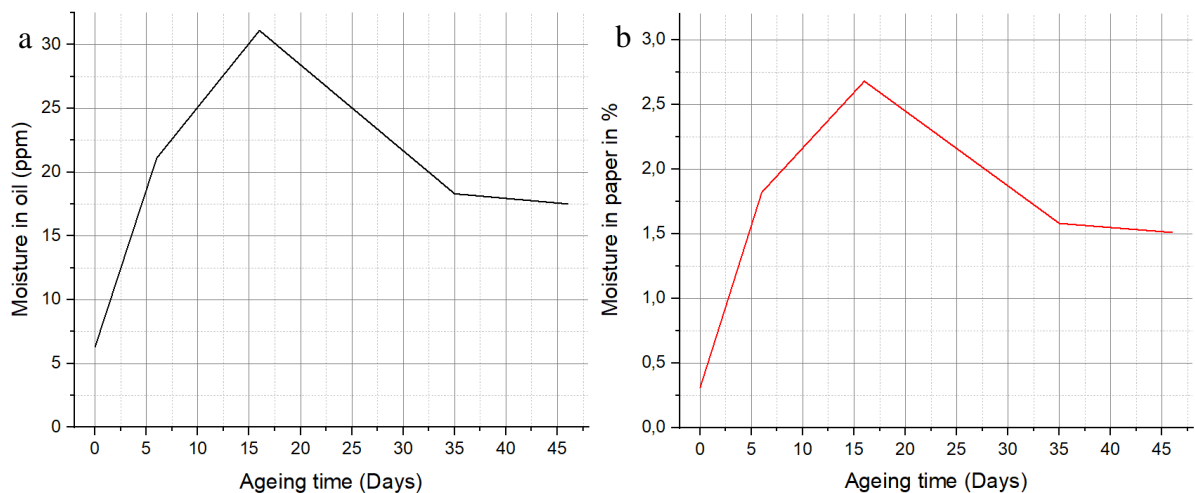 a
Moisture in oil (ppm)
30
25
20
15
10
5
0
0 5 10 15 20 25 30 35 40 45
Ageing time (Days)
b
Moisture in paper in %
3,0
2,5
2,0
1,5
1,0
0,5
0,0
0 5 10 15 20 25 30 35 40 45
Ageing time (Days)